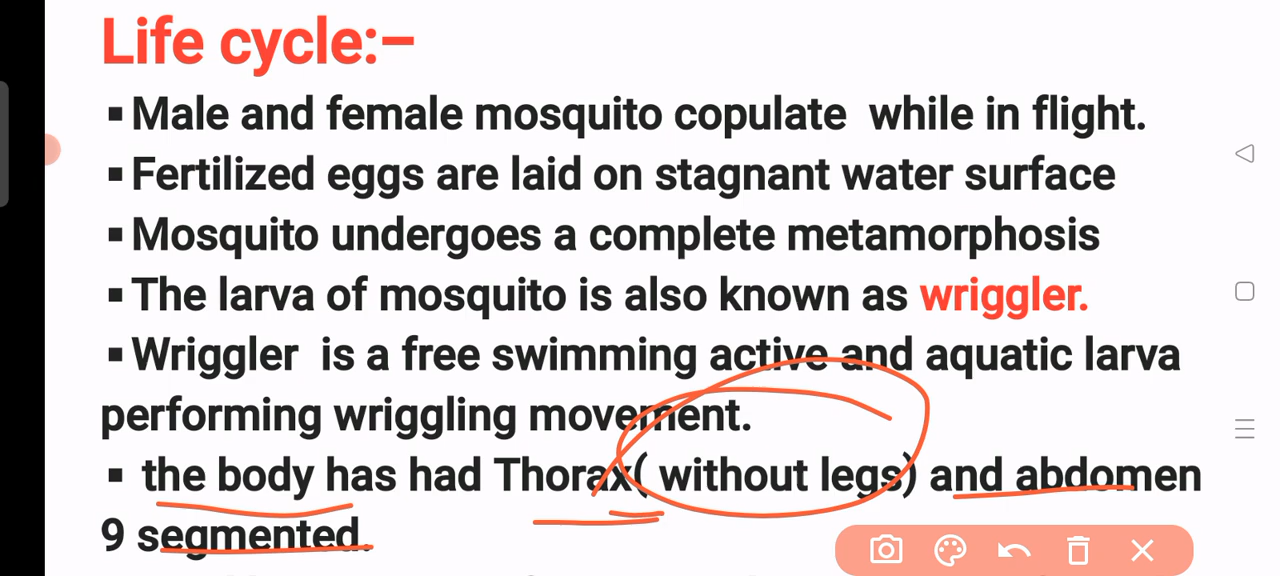 Life cycle:–
▪Male and female mosquito copulate while in flight.
▪Fertilized eggs are laid on stagnant water surface
▪Mosquito undergoes a complete metamorphosis
▪The larva of mosquito is also known as wriggler.
▪Wriggler is a free swimming active and aquatic larva
performing wriggling movement.
▪ the body has had Thorax( without legs) and abdomen
9 segmented.